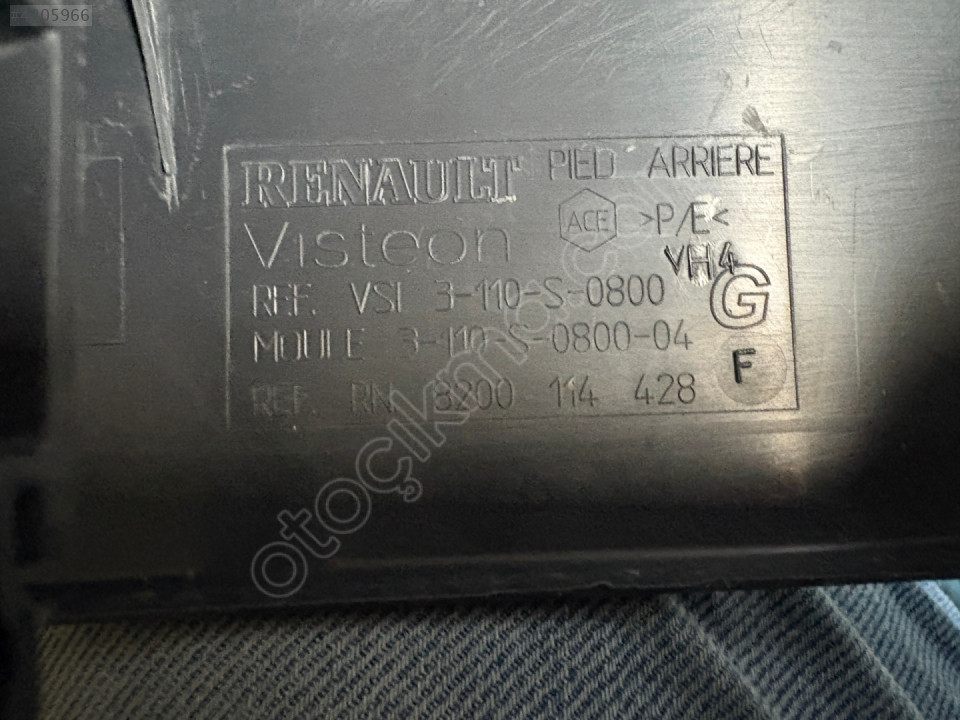 RENAULT PIED ARRIERE
Visteon ACE >P/E<
VH4
REF. VSI 3-110-S-0800 G
MOULE 3-110-S-0800-04
REF. RN. 8200 114 428 F
otoçıkma.com
05966